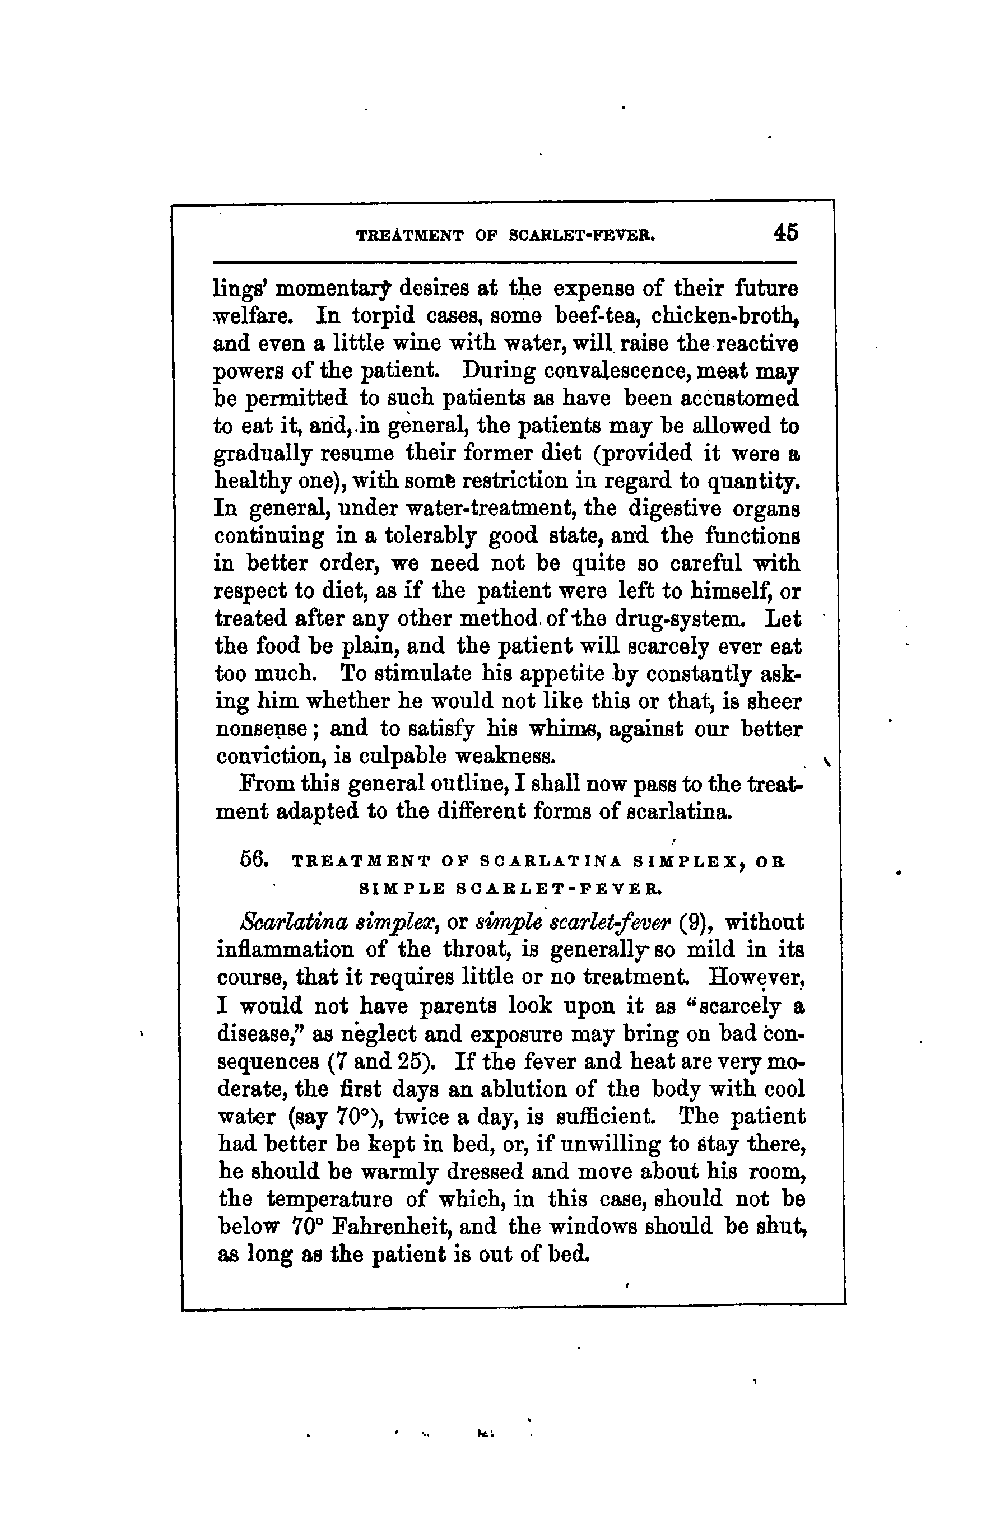 TREATMENT OF SCARLET-FEVER. 45
lings' momentary desires at the expense of their future
welfare. In torpid cases, some beef-tea, chicken-broth,
and even a little wine with water, will raise the reactive
powers of the patient. During convalescence, meat may
be permitted to such patients as have been accustomed
to eat it, and, in general, the patients may be allowed to
gradually resume their former diet (provided it were a
healthy one), with some restriction in regard to quantity.
In general, under water-treatment, the digestive organs
continuing in a tolerably good state, and the functions
in better order, we need not be quite so careful with
respect to diet, as if the patient were left to himself, or
treated after any other method of the drug-system. Let
the food be plain, and the patient will scarcely ever eat
too much. To stimulate his appetite by constantly ask-
ing him whether he would not like this or that, is sheer
nonsense; and to satisfy his whims, against our better
conviction, is culpable weakness.
From this general outline, I shall now pass to the treat-
ment adapted to the different forms of scarlatina.
56. TREATMENT OF SCARLATINA SIMPLEX, OR
SIMPLE SCARLET-FEVER.
Scarlatina simplex, or simple scarlet-fever (9), without
inflammation of the throat, is generally so mild in its
course, that it requires little or no treatment. However,
I would not have parents look upon it as "scarcely a
disease," as neglect and exposure may bring on bad con-
sequences (7 and 25). If the fever and heat are very mo-
derate, the first days an ablution of the body with cool
water (say 70°), twice a day, is sufficient. The patient
had better be kept in bed, or, if unwilling to stay there,
he should be warmly dressed and move about his room,
the temperature of which, in this case, should not be
below 70° Fahrenheit, and the windows should be shut,
as long as the patient is out of bed.